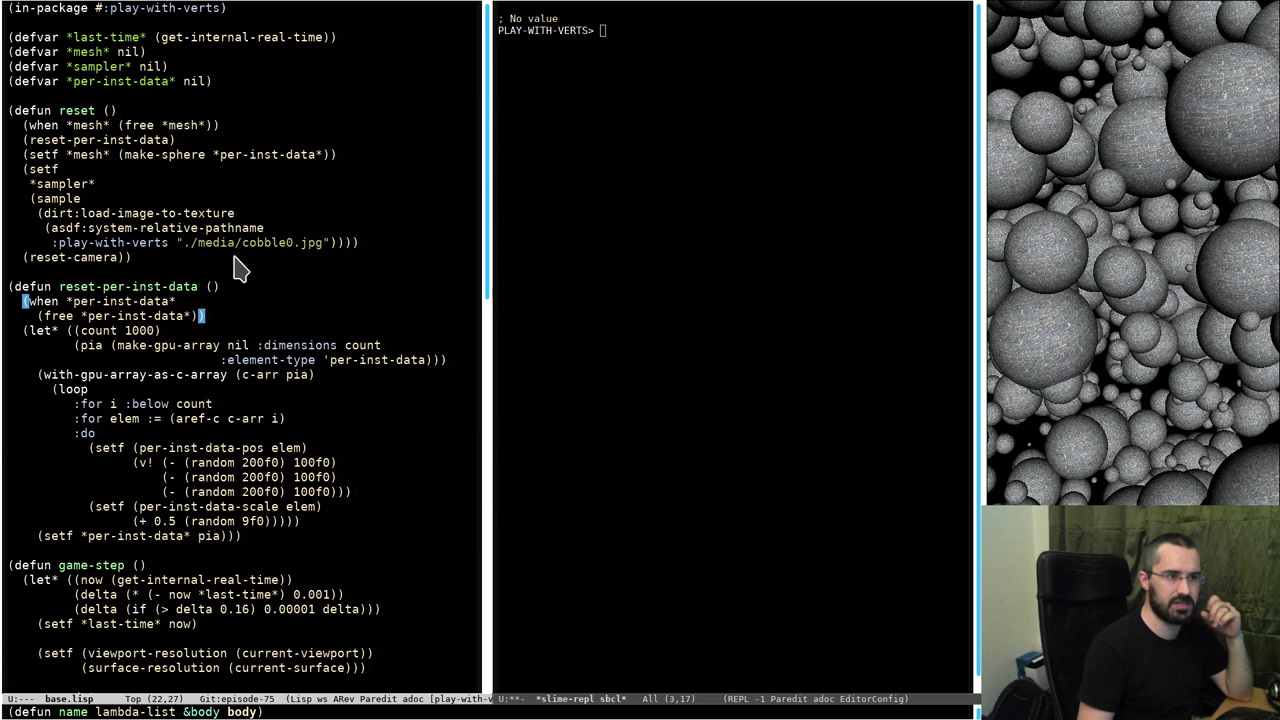 (in-package #:play-with-verts)
(defvar *last-time* (get-internal-real-time))
(defvar *mesh* nil)
(defvar *sampler* nil)
(defvar *per-inst-data* nil)
(defun reset ()
(when *mesh* (free *mesh*))
(reset-per-inst-data)
(setf *mesh* (make-sphere *per-inst-data*))
(setf
*sampler*
(sample
(dirt:load-image-to-texture
(asdf:system-relative-pathname
:play-with-verts "./media/cobble0.jpg"))))
(reset-camera))
(defun reset-per-inst-data ()
(when *per-inst-data*
(free *per-inst-data*))
(let* ((count 1000)
(pia (make-gpu-array nil :dimensions count
:element-type 'per-inst-data)))
(with-gpu-array-as-c-array (c-arr pia)
(loop
:for i :below count
:for elem := (aref-c c-arr i)
:do
(setf (per-inst-data-pos elem)
(v! (- (random 200f0) 100f0)
(- (random 200f0) 100f0)
(- (random 200f0) 100f0)))
(setf (per-inst-data-scale elem)
(+ 0.5 (random 9f0)))))
(setf *per-inst-data* pia)))
(defun game-step ()
(let* ((now (get-internal-real-time))
(delta (* (- now *last-time*) 0.001))
(delta (if (> delta 0.16) 0.00001 delta)))
(setf *last-time* now)
(setf (viewport-resolution (current-viewport))
(surface-resolution (current-surface)))
U:--- base.lisp Top (22,27) Git:episode-75 (Lisp ws ARev Paredit adoc [play-with-v
(defun name lambda-list &body body)
; No value
PLAY-WITH-VERTS>
U:**- *slime-repl sbcl* All (3,17) (REPL -1 Paredit adoc EditorConfig)